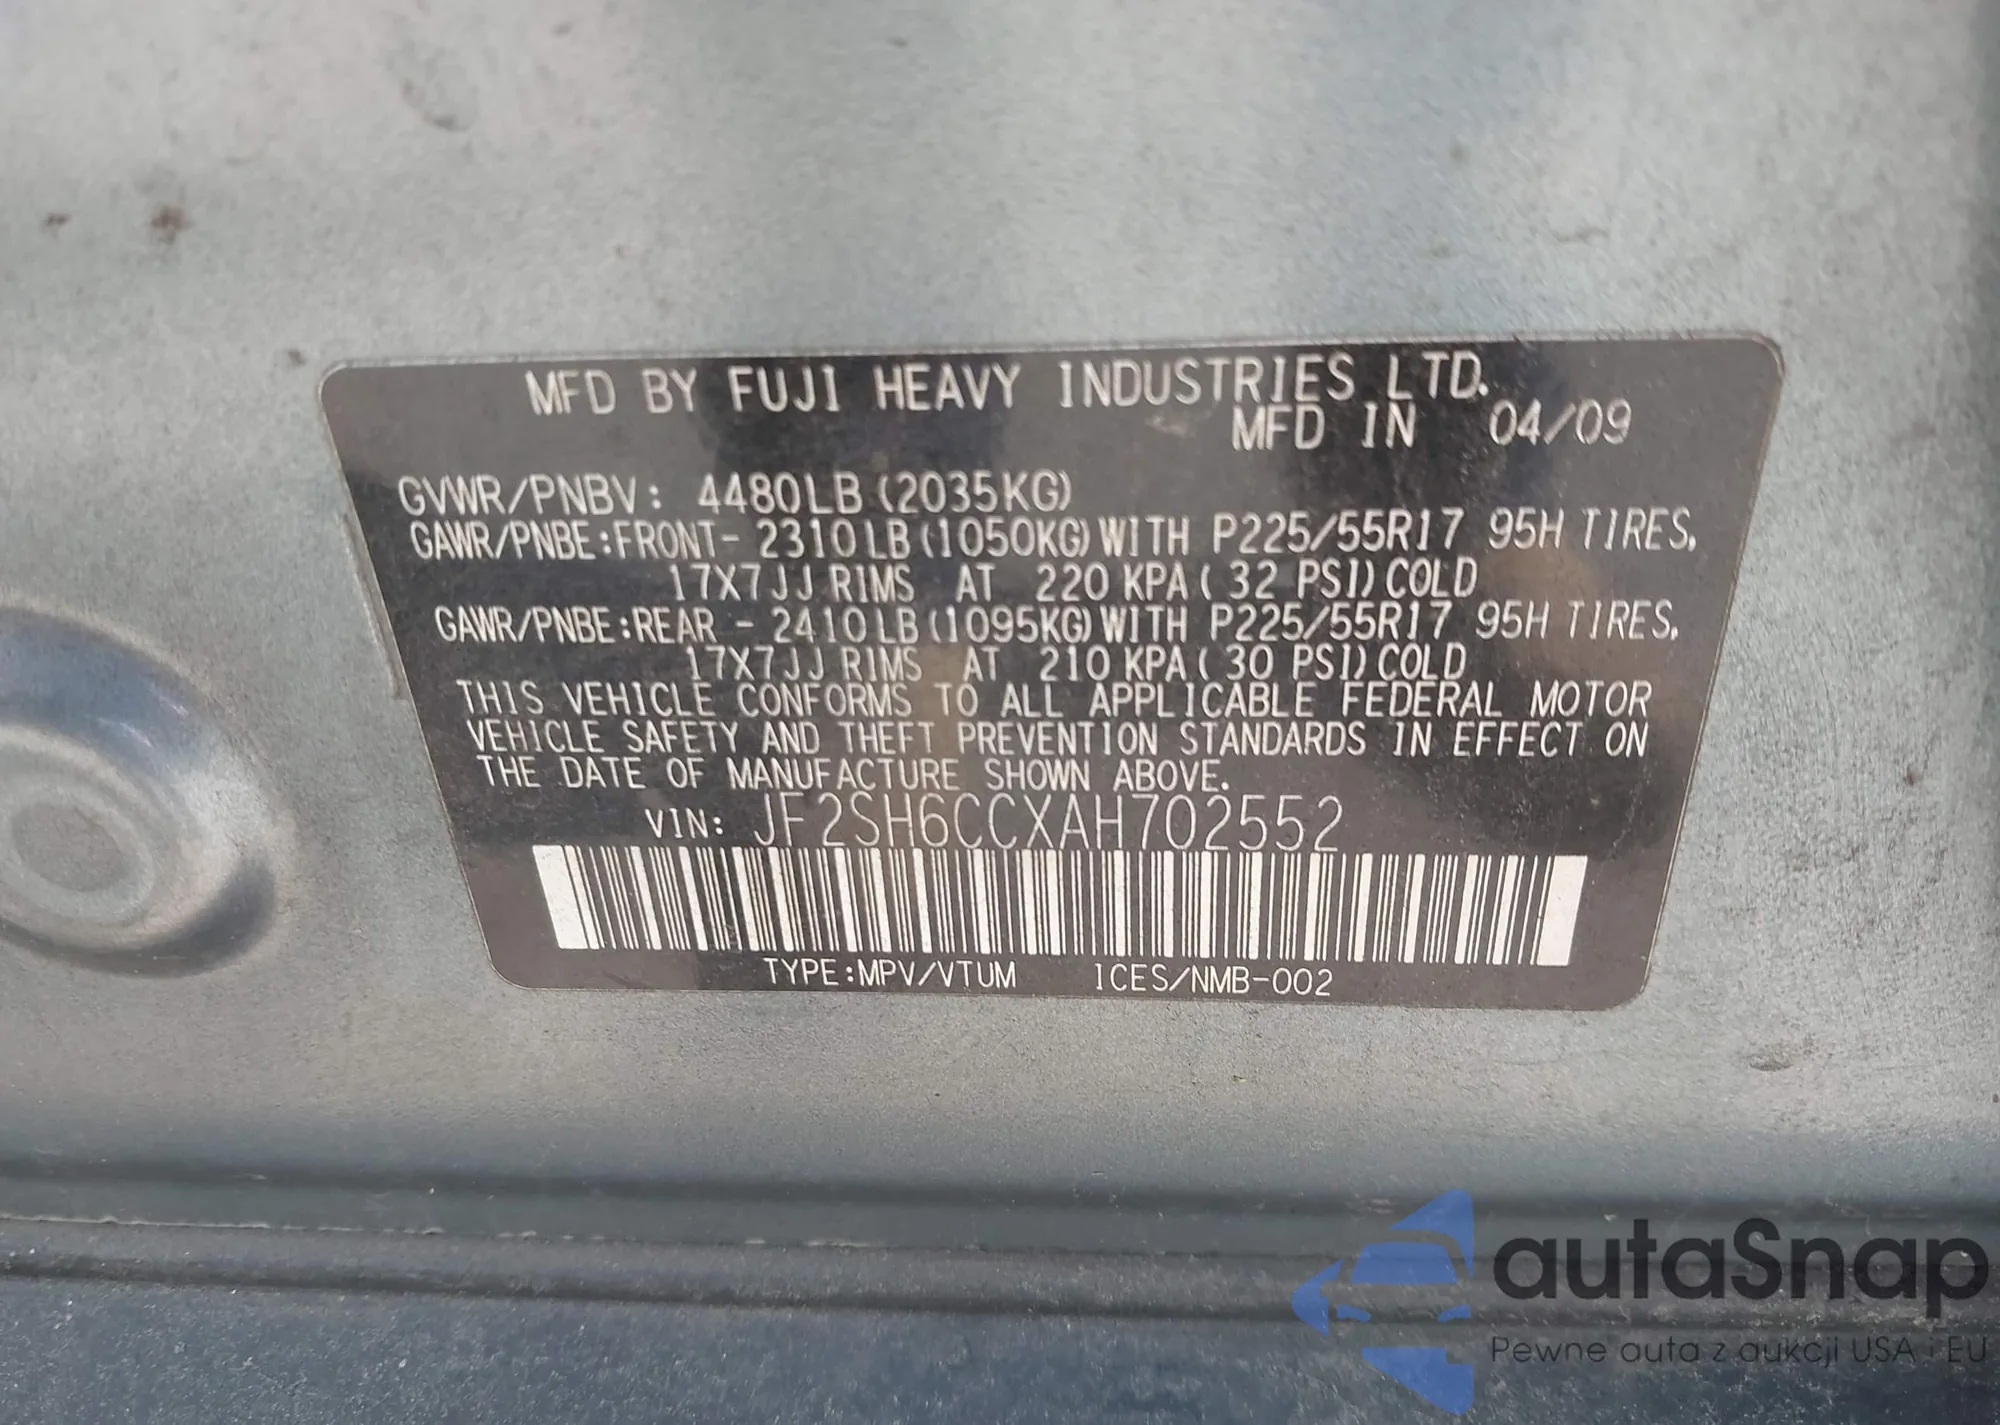 MFD BY FUJI HEAVY INDUSTRIES LTD.
MFD IN 04/09
GVWR/PNBV: 4480LB (2035KG)
GAWR/PNBE:FRONT- 2310LB (1050KG) WITH P225/55R17 95H TIRES,
17X7JJ RIMS AT 220 KPA ( 32 PSI) COLD
GAWR/PNBE:REAR - 2410LB (1095KG) WITH P225/55R17 95H TIRES,
17X7JJ RIMS AT 210 KPA ( 30 PSI) COLD
THIS VEHICLE CONFORMS TO ALL APPLICABLE FEDERAL MOTOR
VEHICLE SAFETY AND THEFT PREVENTION STANDARDS IN EFFECT ON
THE DATE OF MANUFACTURE SHOWN ABOVE.
VIN: JF2SH6CCXAH702552
TYPE:MPV/VTUM ICES/NMB-002
autaSnap
Pewne auta z aukcji USA i EU